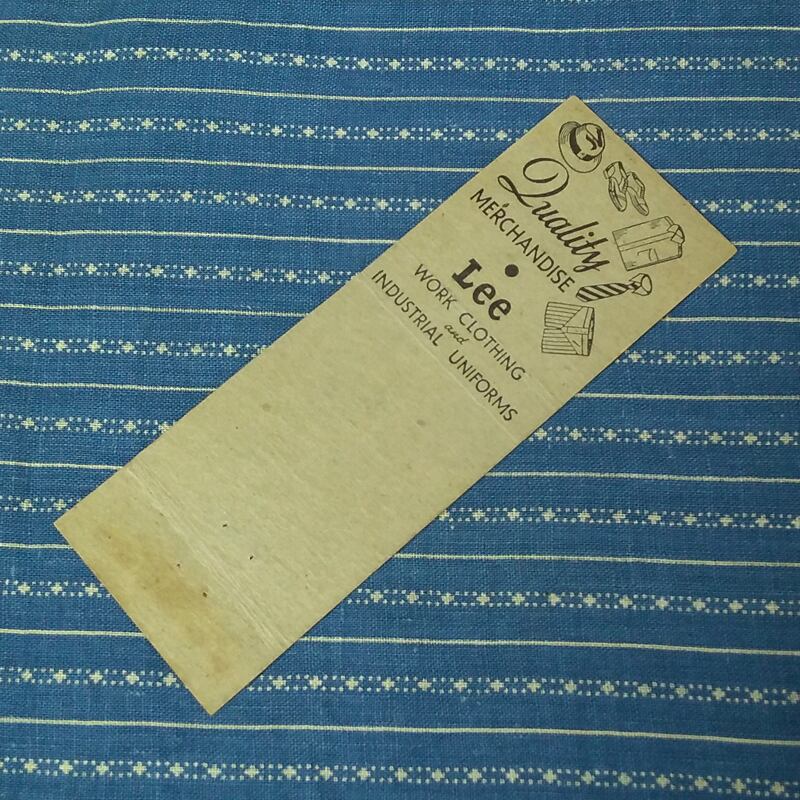 Quality
MERCHANDISE
•
Lee
WORK CLOTHING
and
INDUSTRIAL UNIFORMS